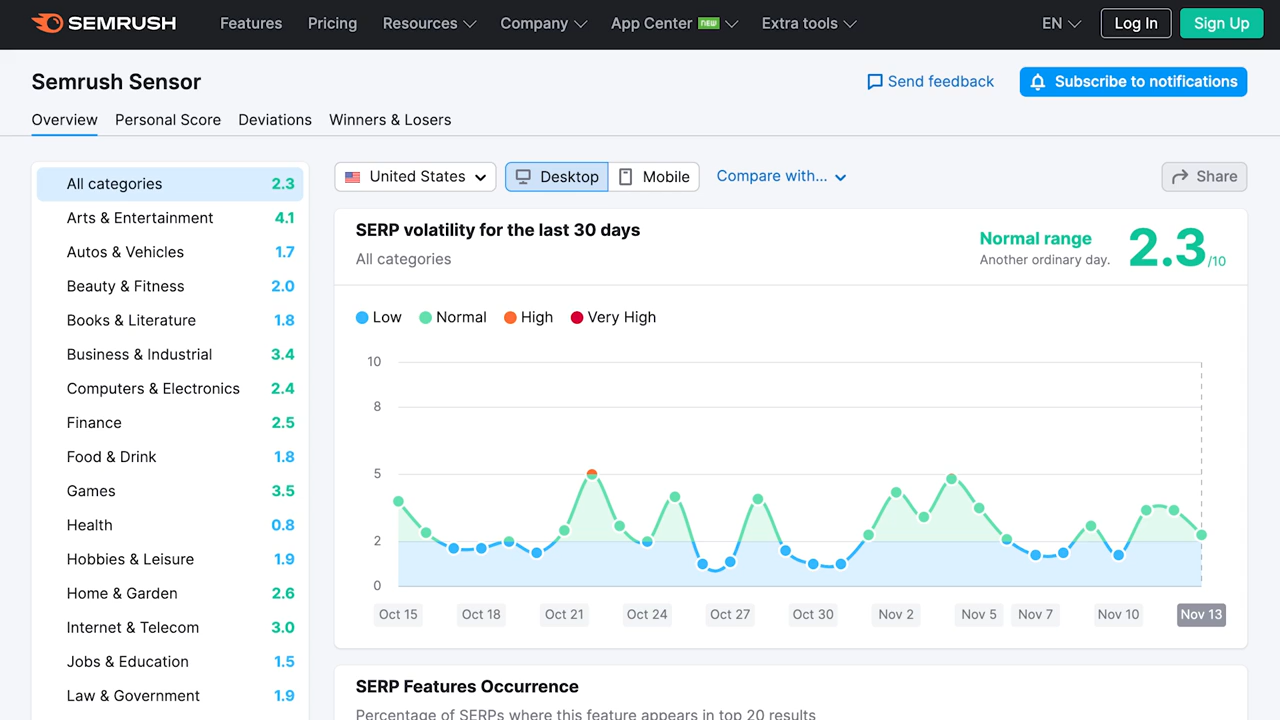 SEMRUSH Features Pricing Resources Company App Center NEW Extra tools EN Log In Sign Up
Semrush Sensor
Send feedback Subscribe to notifications
Overview Personal Score Deviations Winners & Losers
All categories 2.3
Arts & Entertainment 4.1
Autos & Vehicles 1.7
Beauty & Fitness 2.0
Books & Literature 1.8
Business & Industrial 3.4
Computers & Electronics 2.4
Finance 2.5
Food & Drink 1.8
Games 3.5
Health 0.8
Hobbies & Leisure 1.9
Home & Garden 2.6
Internet & Telecom 3.0
Jobs & Education 1.5
Law & Government 1.9
United States Desktop Mobile Compare with... Share
SERP volatility for the last 30 days
All categories
Normal range
Another ordinary day.
2.3/10
Low Normal High Very High
10
8
5
2
0
Oct 15 Oct 18 Oct 21 Oct 24 Oct 27 Oct 30 Nov 2 Nov 5 Nov 7 Nov 10 Nov 13
SERP Features Occurrence
Percentage of SERPs where this feature appears in top 20 results